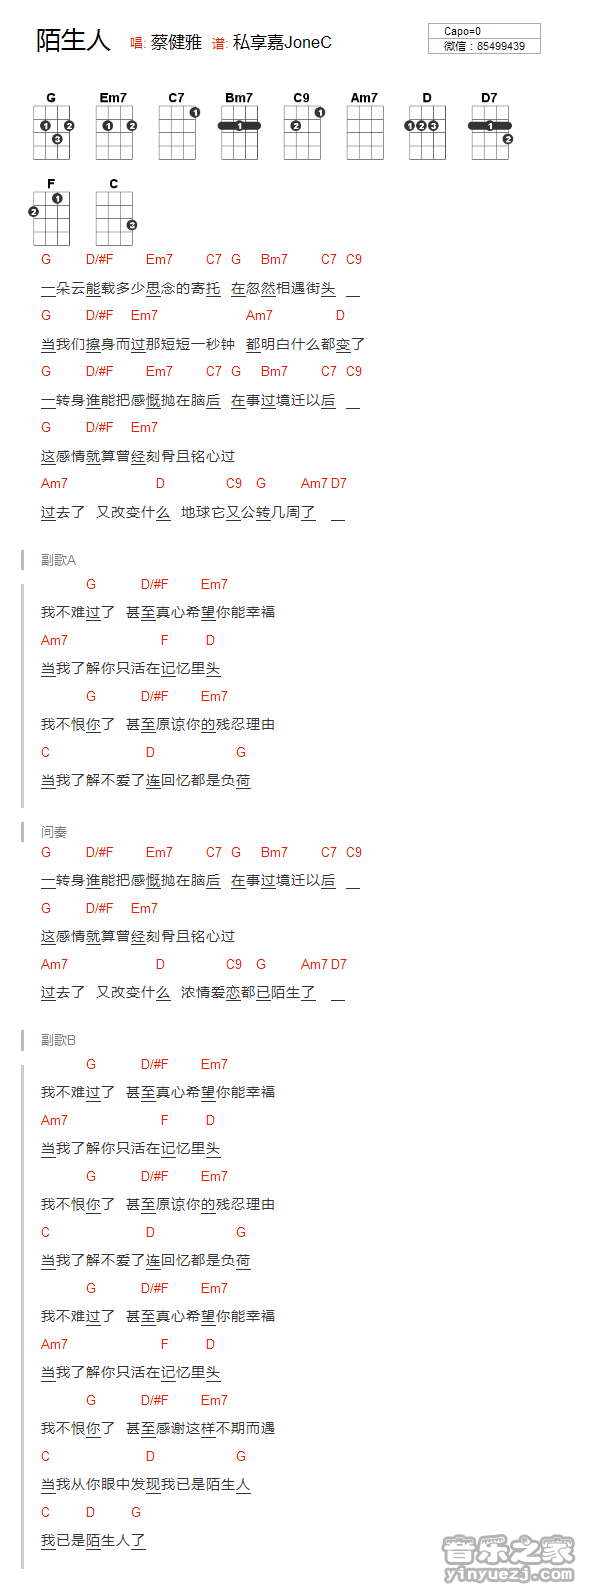 陌生人 唱: 蔡健雅 谱: 私享嘉JoneC
Capo=0
微信：85499439
G Em7 C7 Bm7 C9 Am7 D D7
F C
G D/#F Em7 C7 G Bm7 C7 C9
一朵云能载多少思念的寄托 在忽然相遇街头
G D/#F Em7 Am7 D
当我们擦身而过那短短一秒钟 都明白什么都变了
G D/#F Em7 C7 G Bm7 C7 C9
一转身谁能把感慨抛在脑后 在事过境迁以后
G D/#F Em7
这感情就算曾经刻骨且铭心过
Am7 D C9 G Am7 D7
过去了 又改变什么 地球它又公转几周了
副歌A
G D/#F Em7
我不难过了 甚至真心希望你能幸福
Am7 F D
当我了解你只活在记忆里头
G D/#F Em7
我不恨你了 甚至原谅你的残忍理由
C D G
当我了解不爱了连回忆都是负荷
间奏
G D/#F Em7 C7 G Bm7 C7 C9
一转身谁能把感慨抛在脑后 在事过境迁以后
G D/#F Em7
这感情就算曾经刻骨且铭心过
Am7 D C9 G Am7 D7
过去了 又改变什么 浓情爱恋都已陌生了
副歌B
G D/#F Em7
我不难过了 甚至真心希望你能幸福
Am7 F D
当我了解你只活在记忆里头
G D/#F Em7
我不恨你了 甚至原谅你的残忍理由
C D G
当我了解不爱了连回忆都是负荷
G D/#F Em7
我不难过了 甚至真心希望你能幸福
Am7 F D
当我了解你只活在记忆里头
G D/#F Em7
我不恨你了 甚至感谢这样不期而遇
C D G
当我从你眼中发现我已是陌生人
C D G
我已是陌生人了
音乐之家
yinyuezj.com